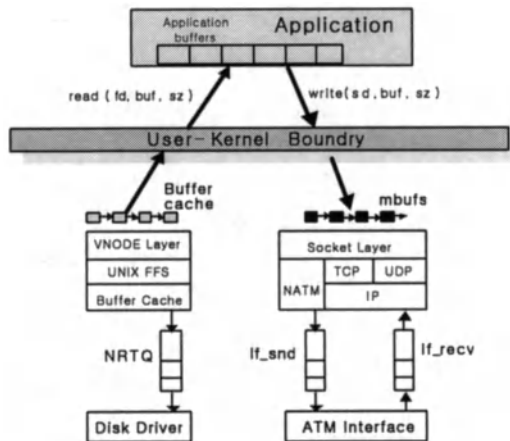 Application
Application
buffers
read (fd, buf, sz)
write(sd, buf, sz)
User-Kernel Boundry
Buffer
cache
mbufs
VNODE Layer
UNIX FFS
Buffer Cache
Socket Layer
TCP
UDP
NATM
IP
NRTQ
If_snd
If_recv
Disk Driver
ATM Interface